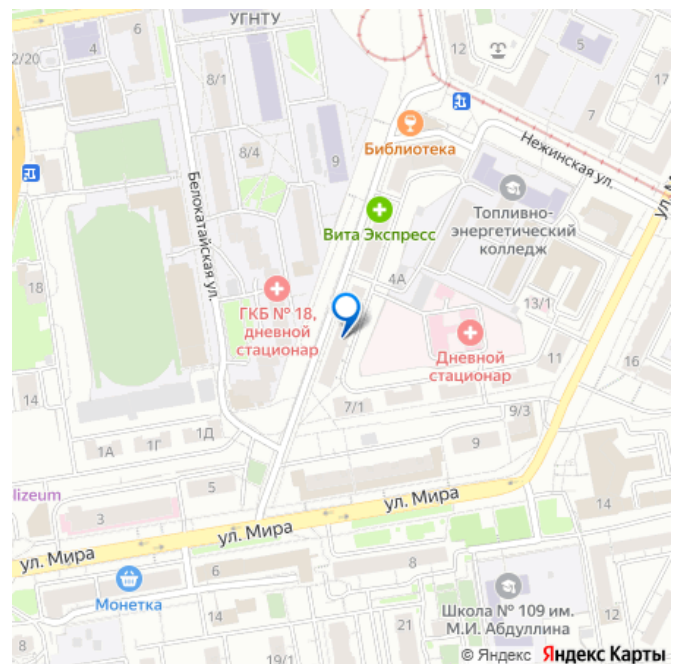 УГНТУ
2/20
4
6
8/1
12
5
17
7
Библиотека
Нежинская ул.
8/4
9
Белокатайская ул.
Топливно-
энергетический
колледж
ул. М
Вита Экспресс
4А
18
ГКБ № 18,
дневной
стационар
13/1
Дневной
стационар
11
16
14
7/1
9/3
1Д
1Г
1А
9
5
lizeum
3
ул. Мира
14
ул. Мира
ул. Мира
6
8
Монетка
14
Школа № 109 им.
М.И. Абдуллина
12
21
8
19/1
© Яндекс Яндекс Карты